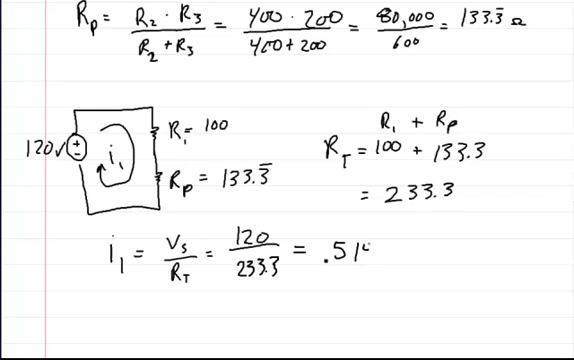 Rp = R2 · R3 / R2 + R3 = 400 · 200 / 400 + 200 = 80,000 / 600 = 133.3̅ Ω
R1 + Rp
120v + - i1 R1 = 100
RT = 100 + 133.3
Rp = 133.3̅
= 233.3
i1 = Vs / RT = 120 / 233.3 = .51